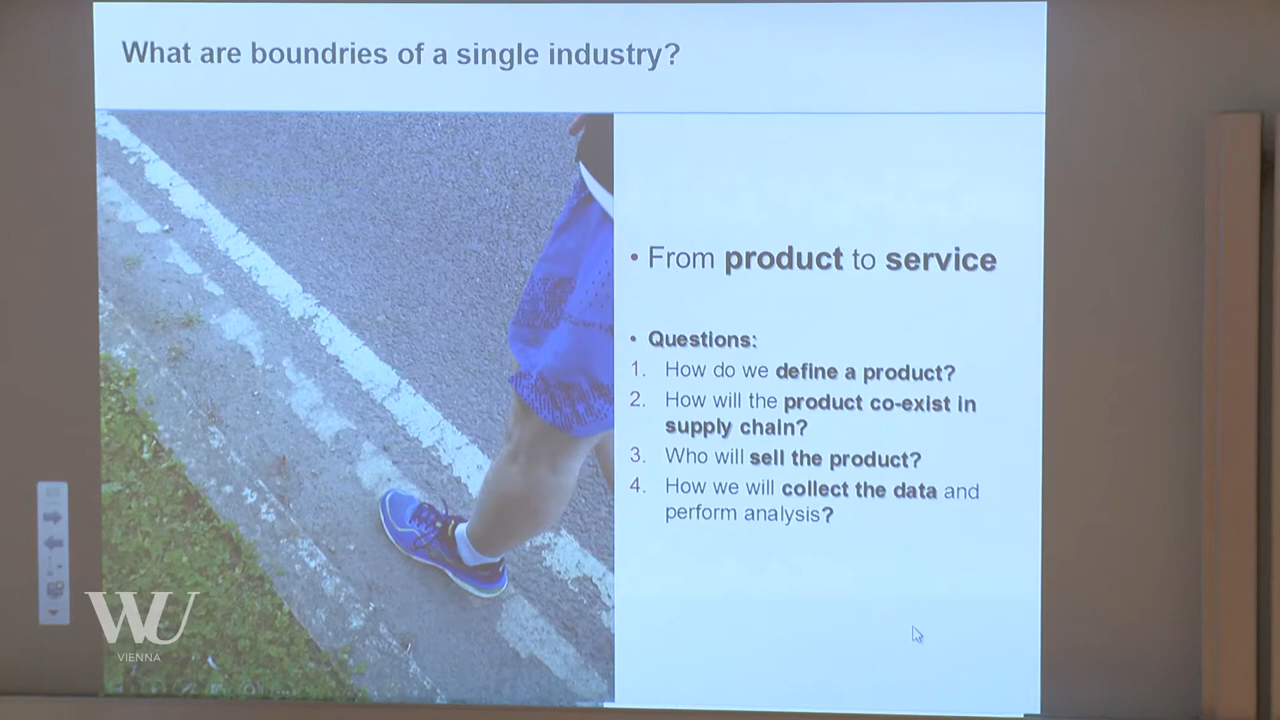 What are boundries of a single industry?
• From product to service
• Questions:
1. How do we define a product?
2. How will the product co-exist in
supply chain?
3. Who will sell the product?
4. How we will collect the data and
perform analysis?
WU
VIENNA